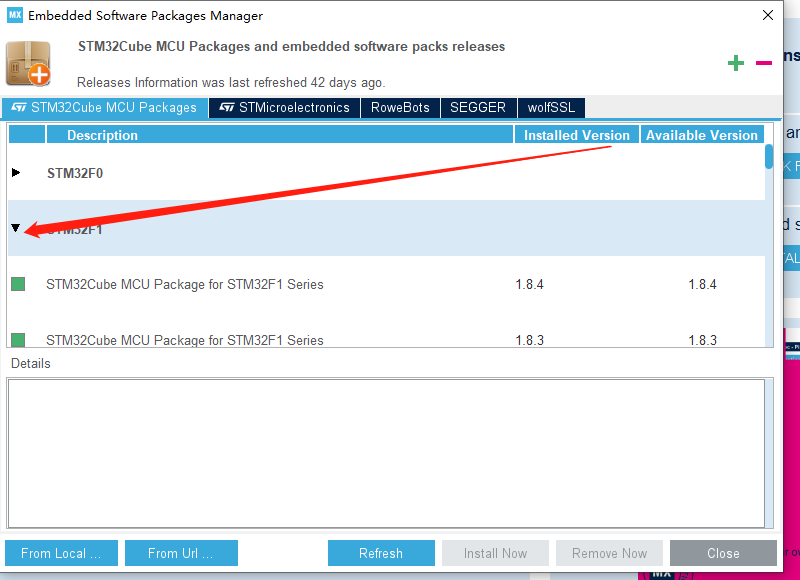 MX Embedded Software Packages Manager
STM32Cube MCU Packages and embedded software packs releases
Releases Information was last refreshed 42 days ago.
STM32Cube MCU Packages STMicroelectronics RoweBots SEGGER wolfSSL
Description Installed Version Available Version
STM32F0
STM32F1
STM32Cube MCU Package for STM32F1 Series 1.8.4 1.8.4
STM32Cube MCU Package for STM32F1 Series 1.8.3 1.8.3
Details
From Local ... From Url ... Refresh Install Now Remove Now Close
MX